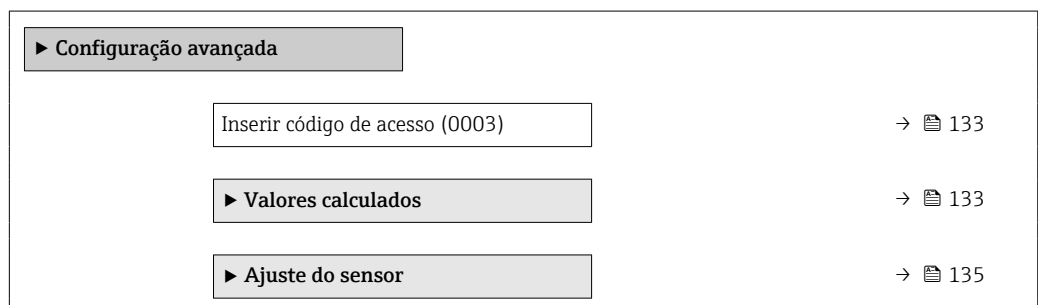 ▶ Configuração avançada
Inserir código de acesso (0003) → 133
▶ Valores calculados → 133
▶ Ajuste do sensor → 135